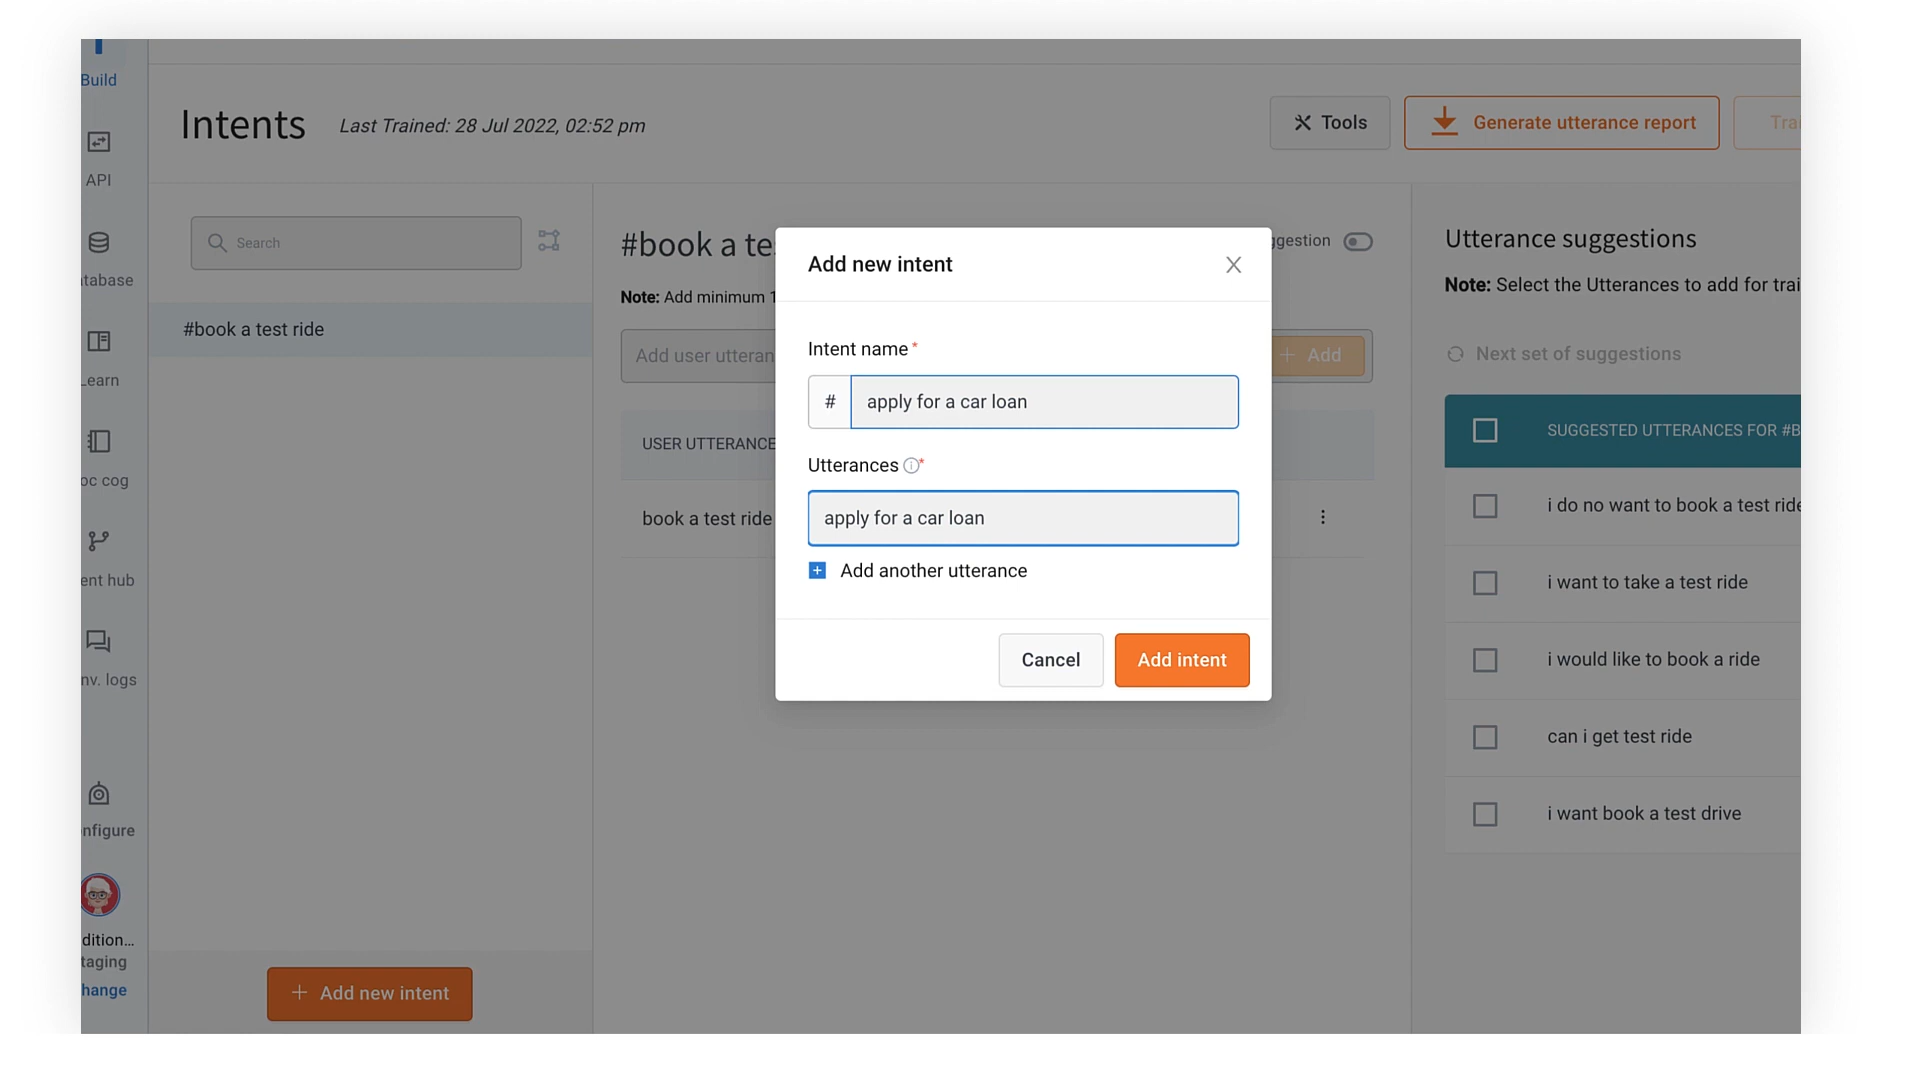 Build
API
tabase
Learn
oc cog
ent hub
nv. logs
nfigure
dition...
taging
hange
Intents
Last Trained: 28 Jul 2022, 02:52 pm
Tools
Generate utterance report
Trai
Search
#book a test ride
+ Add new intent
#book a te
ggestion
Note: Add minimum 1
Add user utteran
+ Add
USER UTTERANCE
book a test ride
Add new intent
Intent name *
# apply for a car loan
Utterances *
apply for a car loan
+ Add another utterance
Cancel
Add intent
Utterance suggestions
Note: Select the Utterances to add for trai
Next set of suggestions
SUGGESTED UTTERANCES FOR #B
i do no want to book a test ride
i want to take a test ride
i would like to book a ride
can i get test ride
i want book a test drive